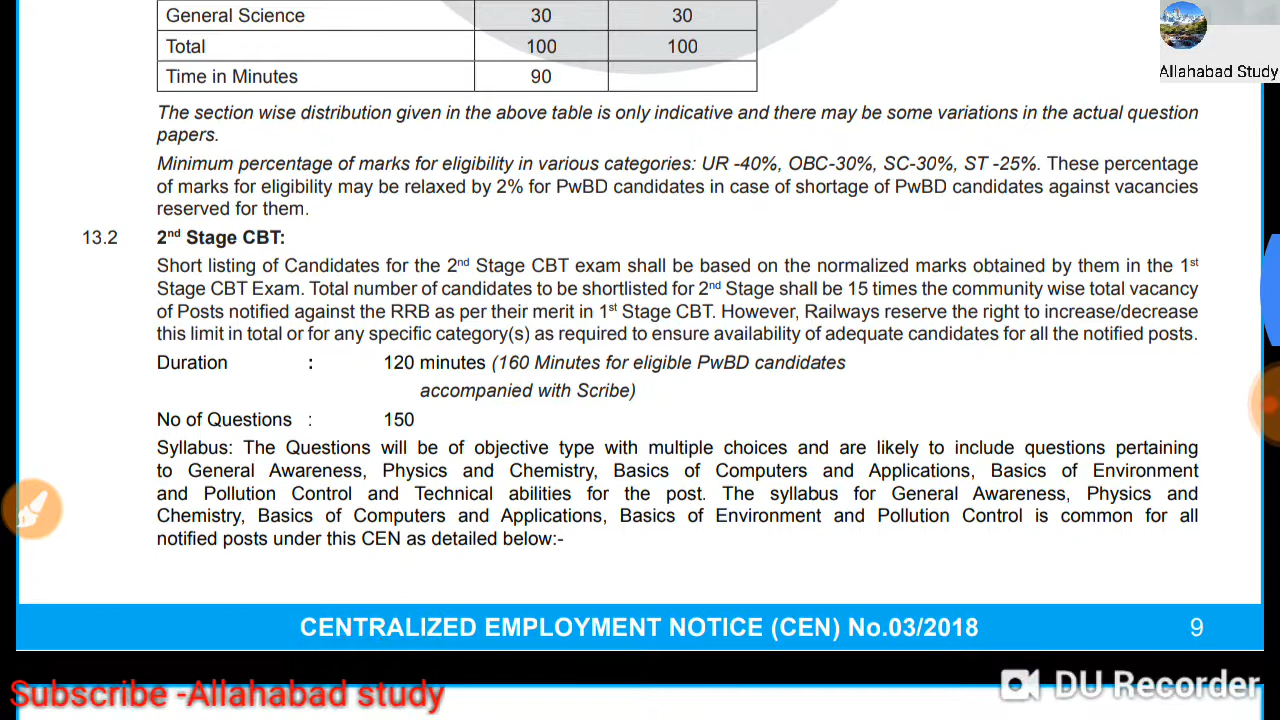 General Science 30 30
Total 100 100
Time in Minutes 90
Allahabad Study
The section wise distribution given in the above table is only indicative and there may be some variations in the actual question
papers.
Minimum percentage of marks for eligibility in various categories: UR -40%, OBC-30%, SC-30%, ST -25%. These percentage
of marks for eligibility may be relaxed by 2% for PwBD candidates in case of shortage of PwBD candidates against vacancies
reserved for them.
13.2 2nd Stage CBT:
Short listing of Candidates for the 2nd Stage CBT exam shall be based on the normalized marks obtained by them in the 1st
Stage CBT Exam. Total number of candidates to be shortlisted for 2nd Stage shall be 15 times the community wise total vacancy
of Posts notified against the RRB as per their merit in 1st Stage CBT. However, Railways reserve the right to increase/decrease
this limit in total or for any specific category(s) as required to ensure availability of adequate candidates for all the notified posts.
Duration : 120 minutes (160 Minutes for eligible PwBD candidates
accompanied with Scribe)
No of Questions : 150
Syllabus: The Questions will be of objective type with multiple choices and are likely to include questions pertaining
to General Awareness, Physics and Chemistry, Basics of Computers and Applications, Basics of Environment
and Pollution Control and Technical abilities for the post. The syllabus for General Awareness, Physics and
Chemistry, Basics of Computers and Applications, Basics of Environment and Pollution Control is common for all
notified posts under this CEN as detailed below:-
CENTRALIZED EMPLOYMENT NOTICE (CEN) No.03/2018 9
Subscribe -Allahabad study
DU Recorder